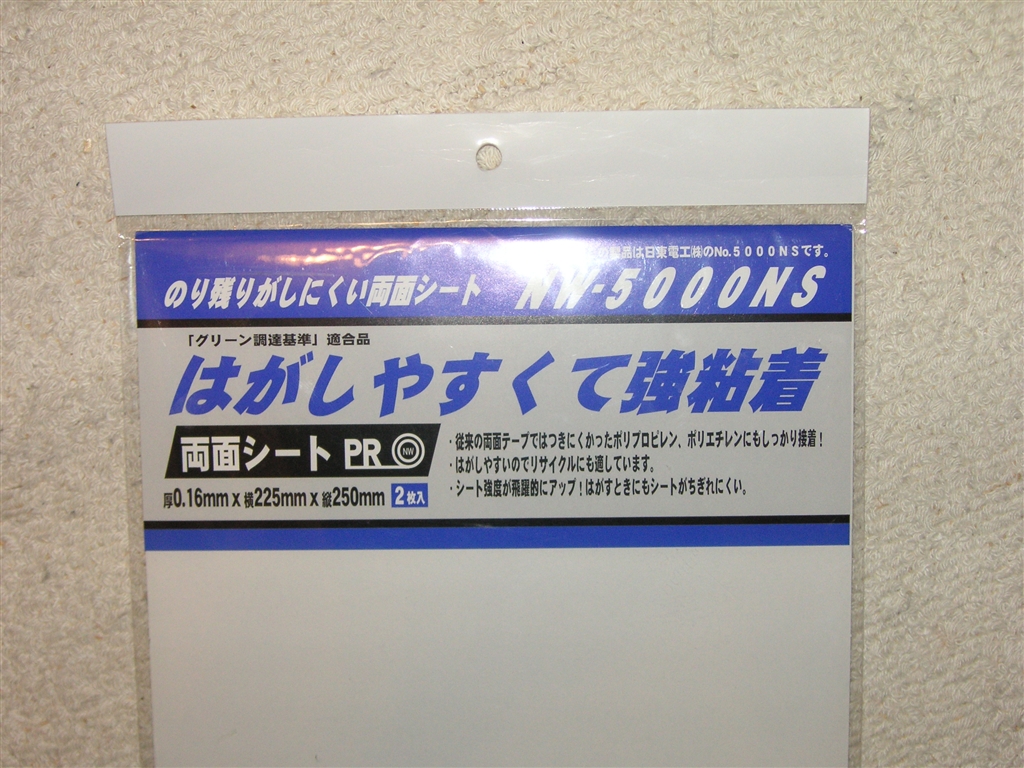 品は日東電工㈱のNo.5000NSです。
のり残りがしにくい両面シート NW-5000NS
「グリーン調達基準」適合品
はがしやすくて強粘着
両面シート PR NW
・従来の両面テープではつきにくかったポリプロピレン、ポリエチレンにもしっかり接着!
・はがしやすいのでリサイクルにも適しています。
・シート強度が飛躍的にアップ!はがすときにもシートがちぎれにくい。
厚0.16mm x 横225mm x 縦250mm 2枚入